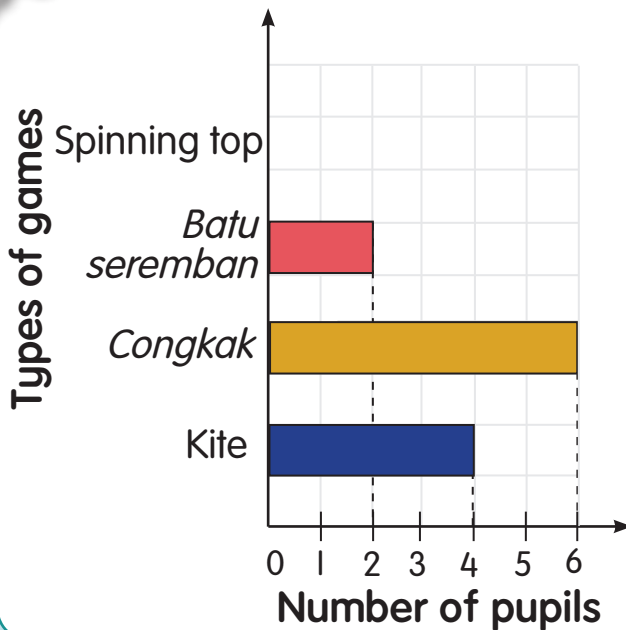 Types of games
Spinning top
Batu
seremban
Congkak
Kite
0 1 2 3 4 5 6
Number of pupils